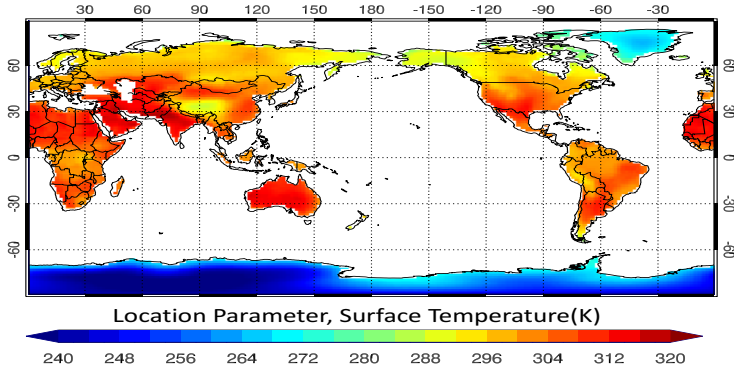 30 60 90 120 150 180 -150 -120 -90 -60 -30
60 60
30 30
0 0
-30 -30
-60 -60
Location Parameter, Surface Temperature(K)
240 248 256 264 272 280 288 296 304 312 320